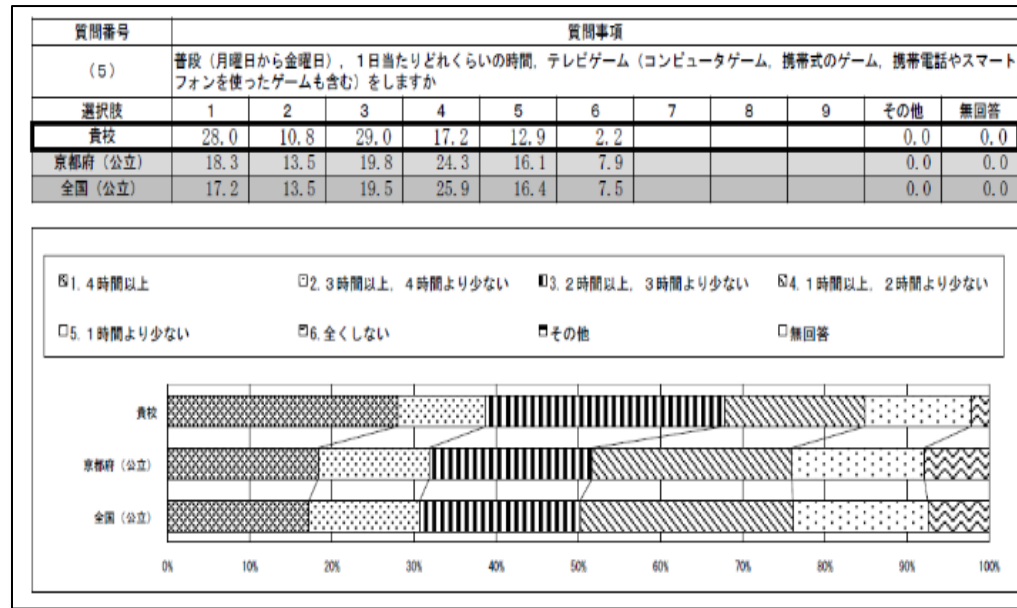 質問番号 質問事項
(5) 普段（月曜日から金曜日），１日当たりどれくらいの時間，テレビゲーム（コンピュータゲーム，携帯式のゲーム，携帯電話やスマート
フォンを使ったゲームも含む）をしますか
選択肢 1 2 3 4 5 6 7 8 9 その他 無回答
貴校 28.0 10.8 29.0 17.2 12.9 2.2 0.0 0.0
京都府（公立） 18.3 13.5 19.8 24.3 16.1 7.9 0.0 0.0
全国（公立） 17.2 13.5 19.5 25.9 16.4 7.5 0.0 0.0
1.４時間以上 2.３時間以上，４時間より少ない 3.２時間以上，３時間より少ない 4.１時間以上，２時間より少ない
5.１時間より少ない 6.全くしない その他 無回答
貴校
京都府（公立）
全国（公立）
0% 10% 20% 30% 40% 50% 60% 70% 80% 90% 100%